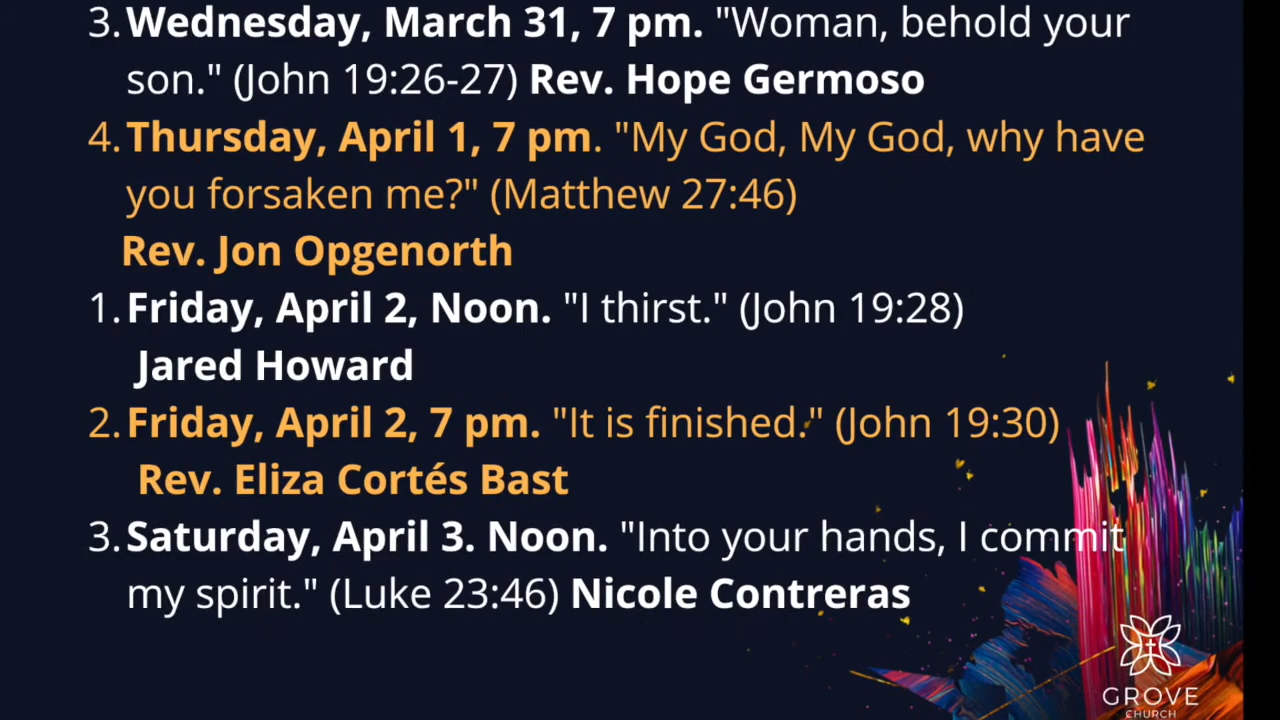 3. Wednesday, March 31, 7 pm. "Woman, behold your
son." (John 19:26-27) Rev. Hope Germoso
4. Thursday, April 1, 7 pm. "My God, My God, why have
you forsaken me?" (Matthew 27:46)
Rev. Jon Opgenorth
1. Friday, April 2, Noon. "I thirst." (John 19:28)
Jared Howard
2. Friday, April 2, 7 pm. "It is finished." (John 19:30)
Rev. Eliza Cortés Bast
3. Saturday, April 3. Noon. "Into your hands, I commit
my spirit." (Luke 23:46) Nicole Contreras
GROVE
CHURCH